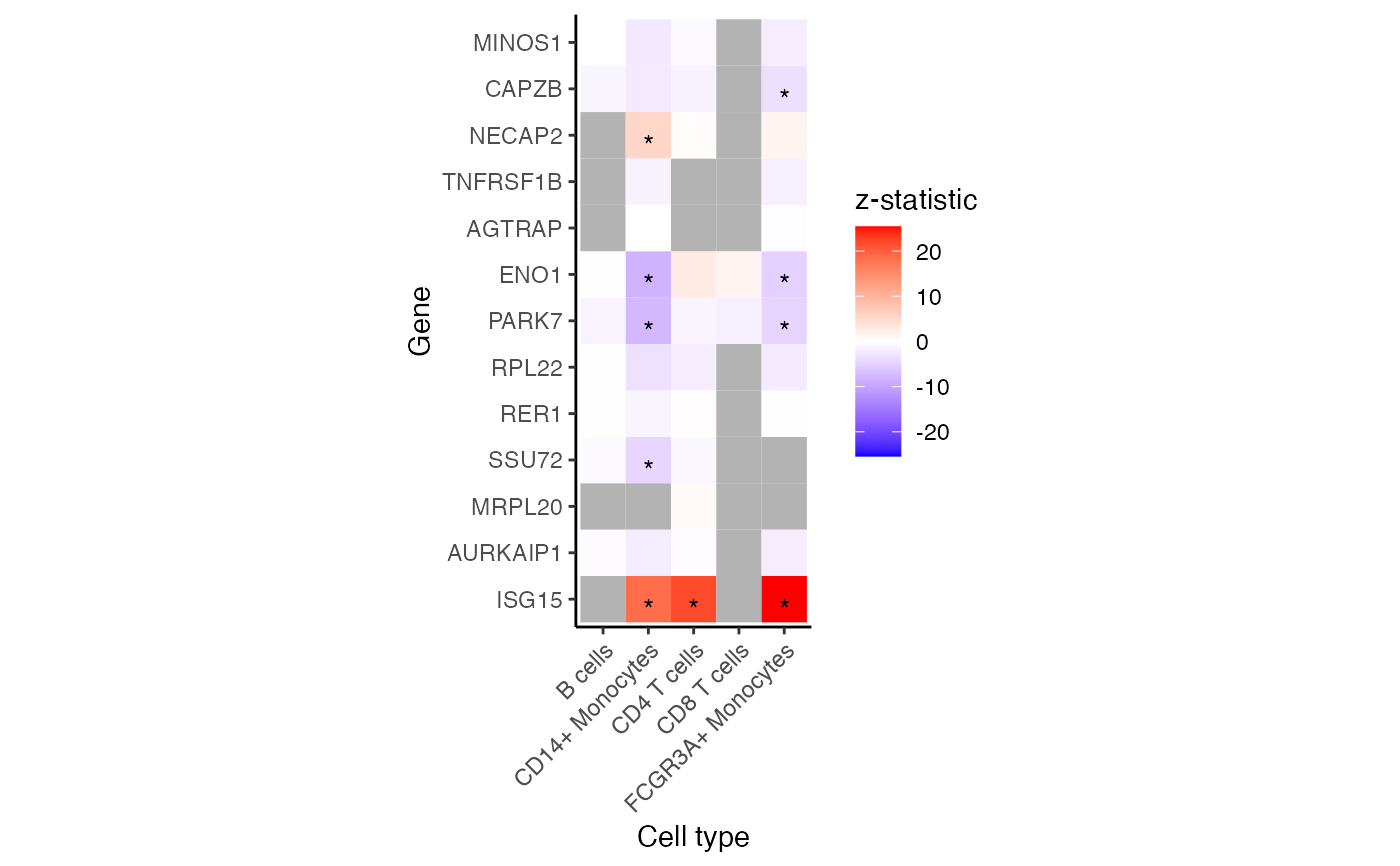 MINOS1
CAPZB
*
NECAP2
*
TNFRSF1B
AGTRAP
ENO1
* *
PARK7
* *
RPL22
RER1
SSU72
*
MRPL20
AURKAIP1
ISG15
* * *
Gene
B cells
CD14+ Monocytes
CD4 T cells
CD8 T cells
FCGR3A+ Monocytes
Cell type
z-statistic
20
10
0
-10
-20